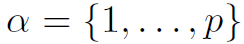 α = {1, . . . , p}